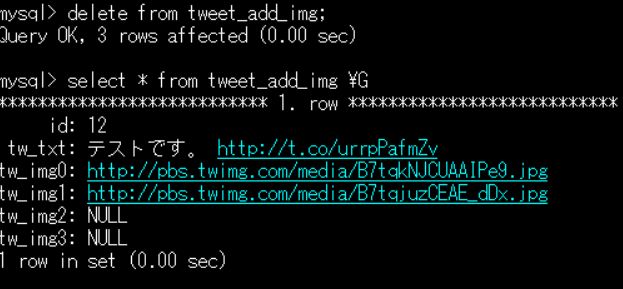 mysql> delete from tweet_add_img;
Query OK, 3 rows affected (0.00 sec)
mysql> select * from tweet_add_img ¥G
*************************** 1. row ***************************
id: 12
tw_txt: テストです。 http://t.co/urrpPafmZv
tw_img0: http://pbs.twimg.com/media/B7tqkNJCUAAIPe9.jpg
tw_img1: http://pbs.twimg.com/media/B7tqjuzCEAE_dDx.jpg
tw_img2: NULL
tw_img3: NULL
1 row in set (0.00 sec)